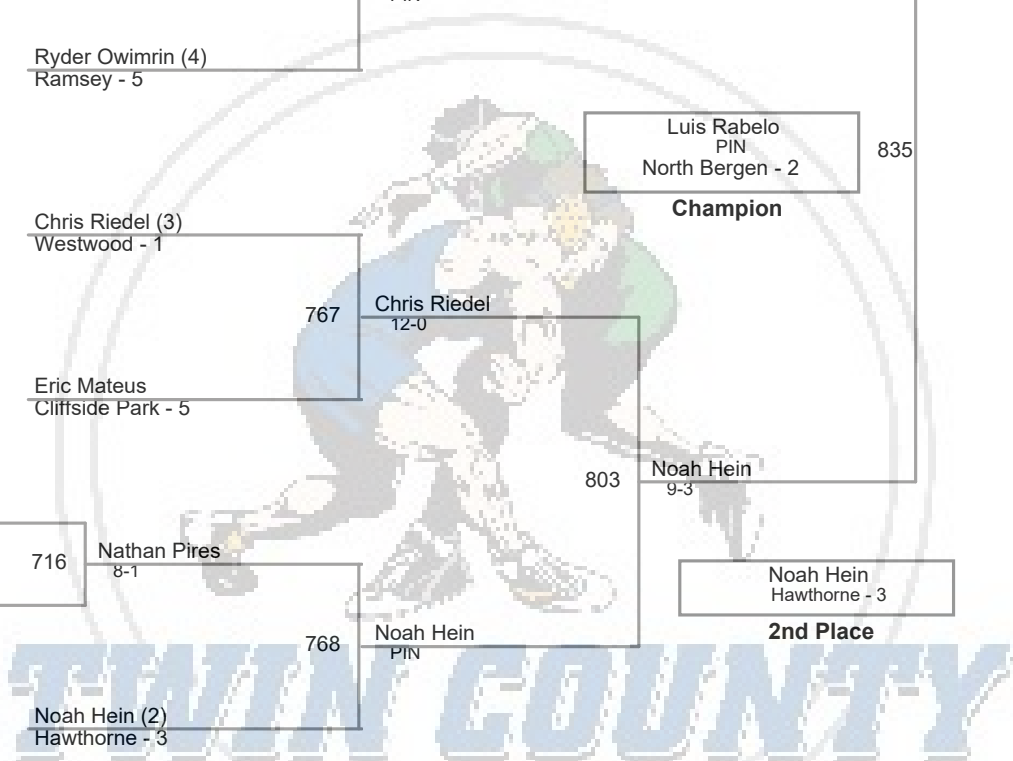 Ryder Owimrin (4)
Ramsey - 5
Luis Rabelo
PIN
North Bergen - 2
835
Champion
Chris Riedel (3)
Westwood - 1
767
Chris Riedel
12-0
Eric Mateus
Cliffside Park - 5
803
Noah Hein
9-3
716
Nathan Pires
8-1
Noah Hein
Hawthorne - 3
2nd Place
768
Noah Hein
PIN
Noah Hein (2)
Hawthorne - 3
TWIN COUNTY